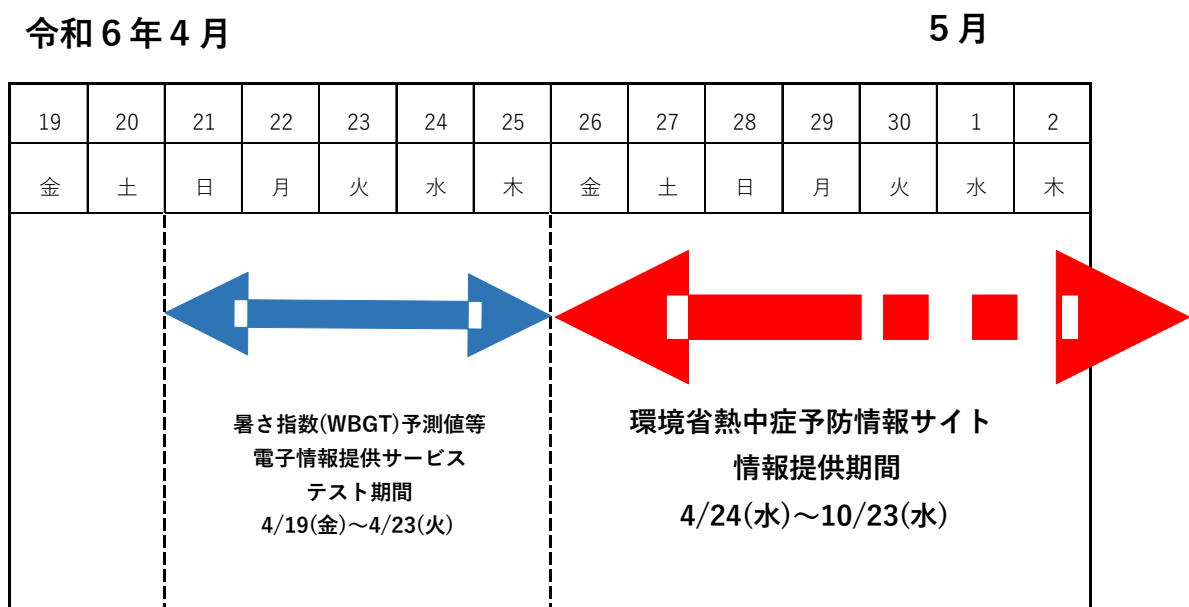 令和６年４月
５月
19 20 21 22 23 24 25 26 27 28 29 30 1 2
金 土 日 月 火 水 木 金 土 日 月 火 水 木
暑さ指数(WBGT)予測値等
電子情報提供サービス
テスト期間
4/19(金)～4/23(火)
環境省熱中症予防情報サイト
情報提供期間
4/24(水)～10/23(水)